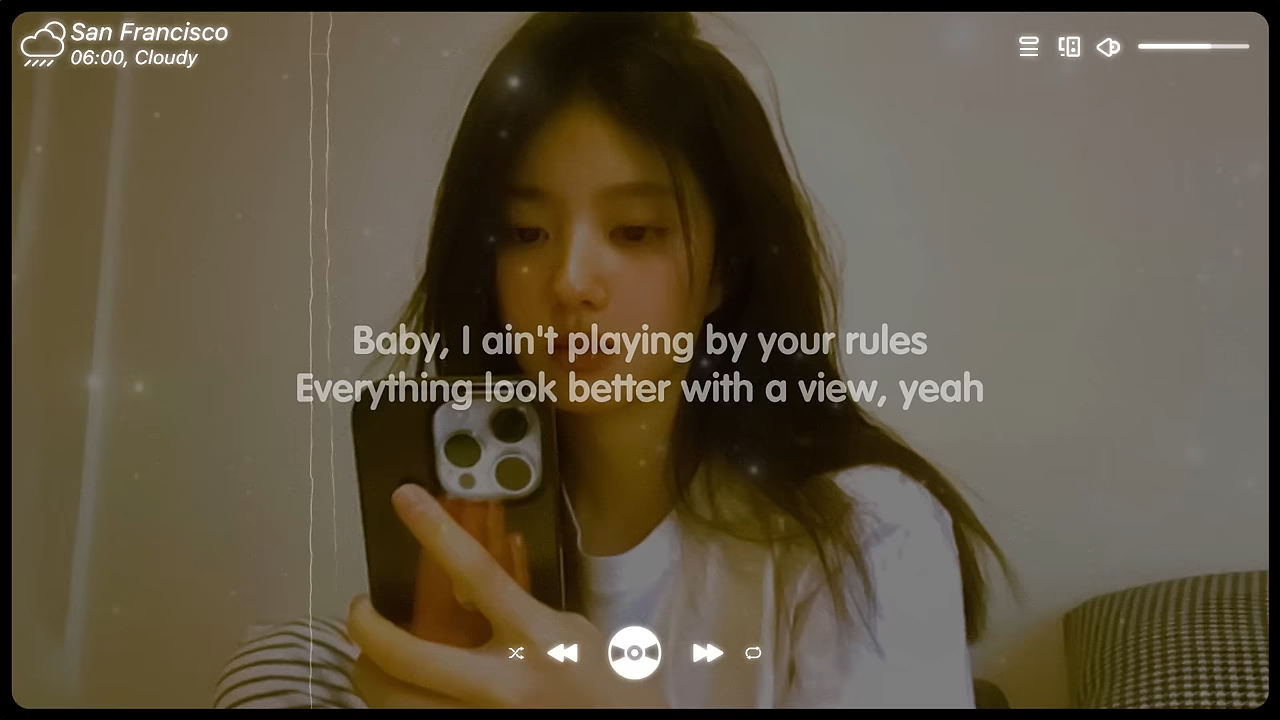 San Francisco
06:00, Cloudy
Baby, I ain't playing by your rules
Everything look better with a view, yeah